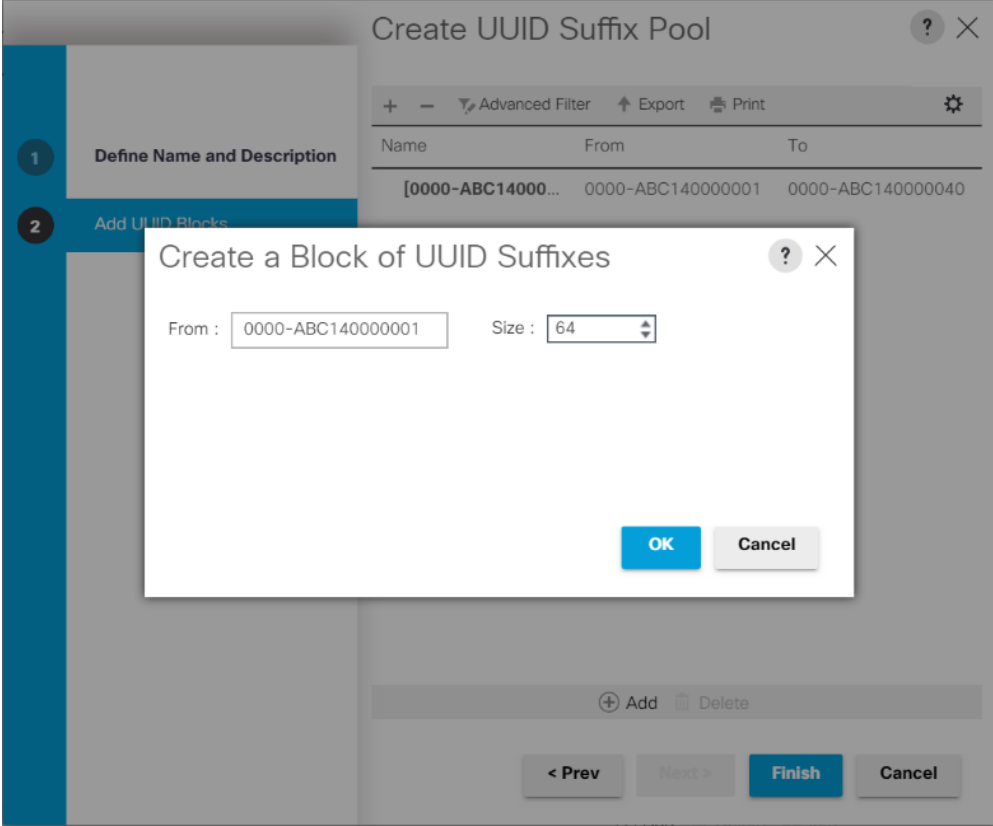 Create UUID Suffix Pool
?
+ − Advanced Filter Export Print
Name From To
[0000-ABC14000... 0000-ABC140000001 0000-ABC140000040
1 Define Name and Description
2 Add UUID Blocks
Create a Block of UUID Suffixes
?
From : 0000-ABC140000001 Size : 64
OK Cancel
Add Delete
< Prev Next > Finish Cancel